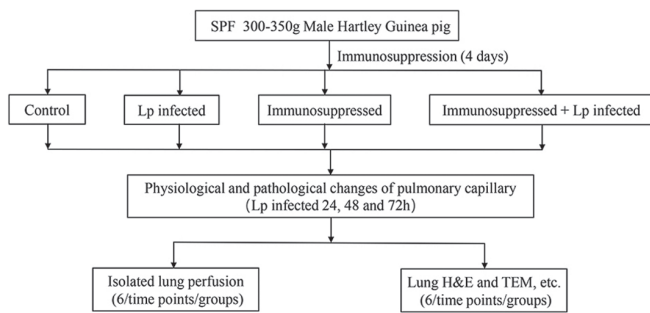 SPF 300-350g Male Hartley Guinea pig
Immunosuppression (4 days)
Control
Lp infected
Immunosuppressed
Immunosuppressed + Lp infected
Physiological and pathological changes of pulmonary capillary
(Lp infected 24, 48 and 72h)
Isolated lung perfusion
(6/time points/groups)
Lung H&E and TEM, etc.
(6/time points/groups)